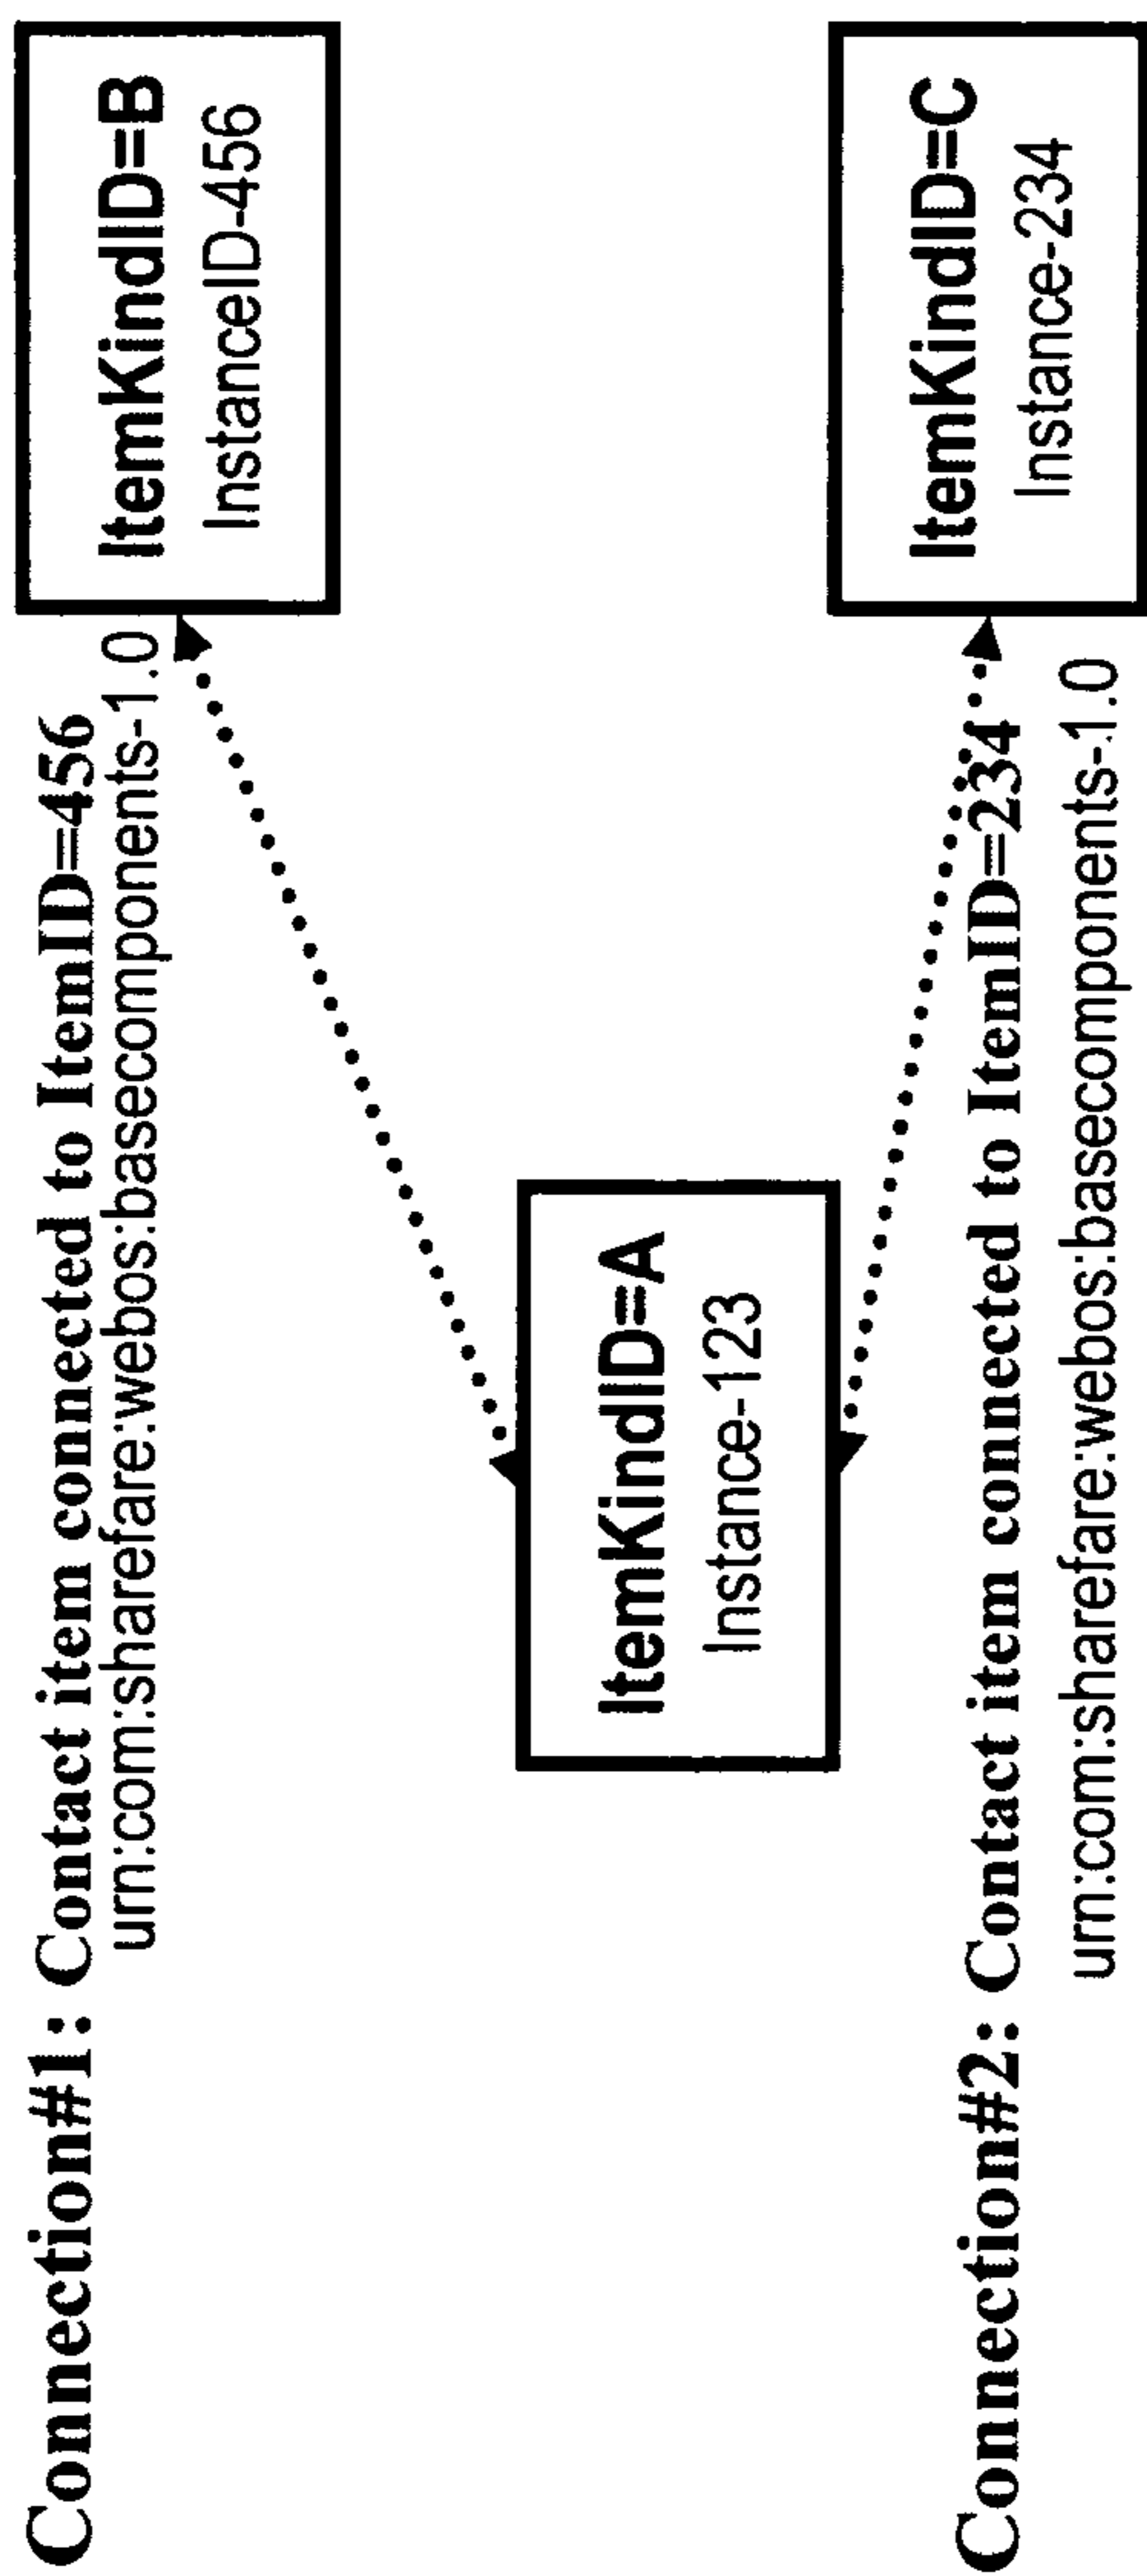 Connection#1: Contact item connected to ItemID=456
urn:com:sharefare:webos:basecomponents-1.0
ItemKindID=B
InstanceID-456
ItemKindID=A
Instance-123
ItemKindID=C
Instance-234
Connection#2: Contact item connected to ItemID=234
urn:com:sharefare:webos:basecomponents-1.0